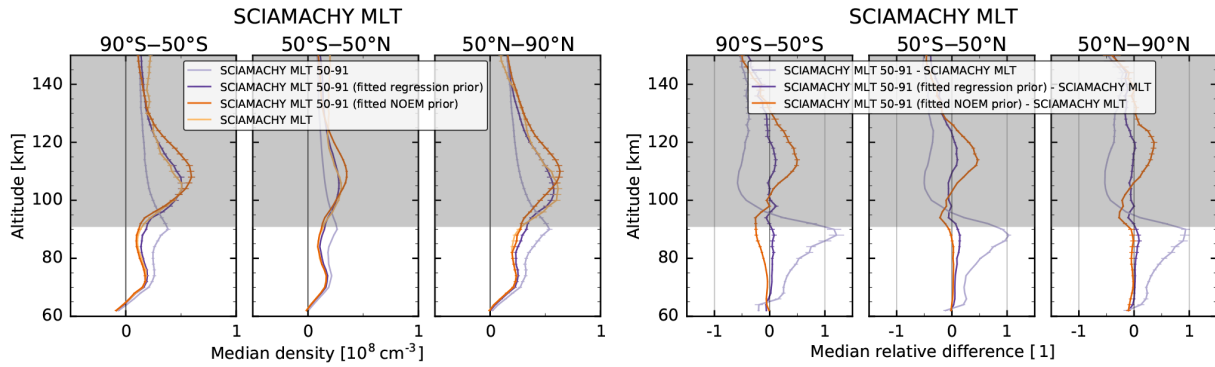 SCIAMACHY MLT
90°S−50°S 50°S−50°N 50°N−90°N
SCIAMACHY MLT 50-91
SCIAMACHY MLT 50-91 (fitted regression prior)
SCIAMACHY MLT 50-91 (fitted NOEM prior)
SCIAMACHY MLT
Altitude [km]
140
120
100
80
60
0 1 0 1 0 1
Median density [10⁸ cm⁻³]
SCIAMACHY MLT
90°S−50°S 50°S−50°N 50°N−90°N
SCIAMACHY MLT 50-91 - SCIAMACHY MLT
SCIAMACHY MLT 50-91 (fitted regression prior) - SCIAMACHY MLT
SCIAMACHY MLT 50-91 (fitted NOEM prior) - SCIAMACHY MLT
Altitude [km]
140
120
100
80
60
-1 0 1 -1 0 1 -1 0 1
Median relative difference [1]